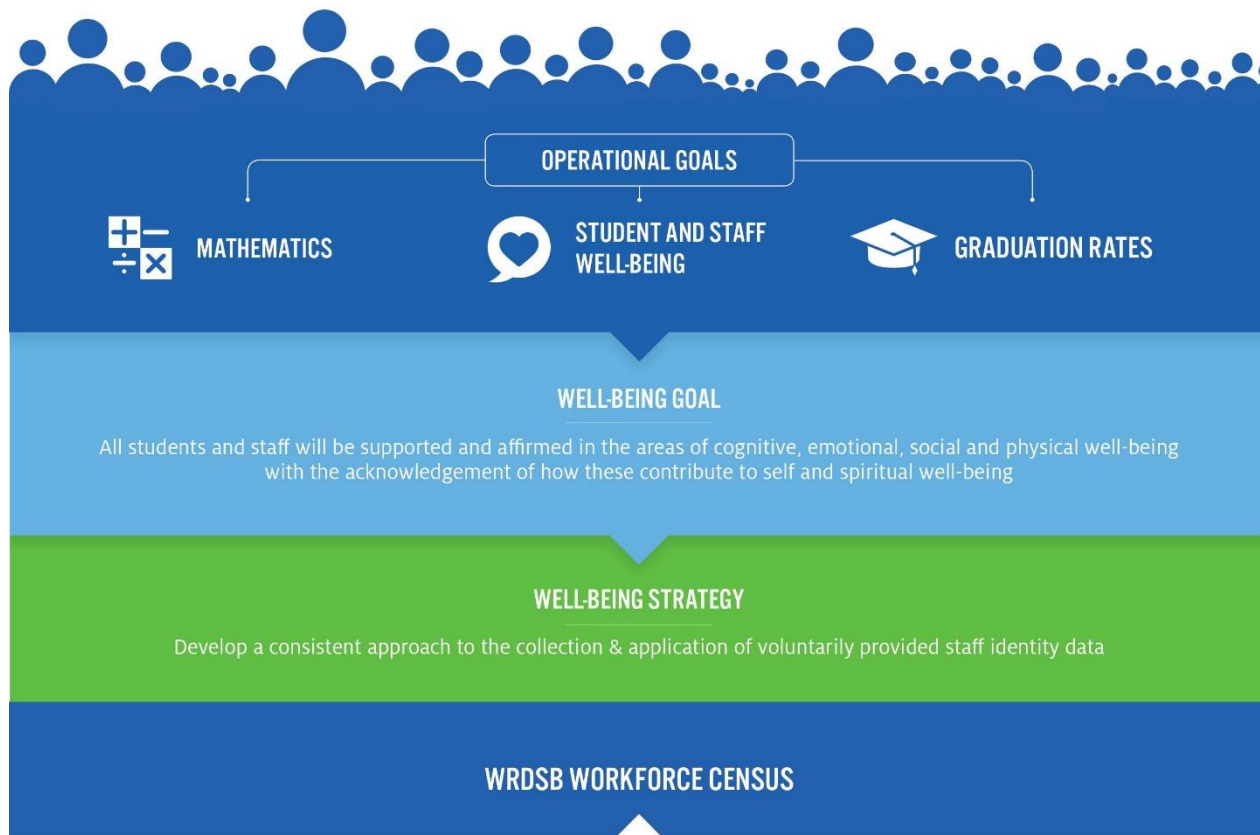 OPERATIONAL GOALS
MATHEMATICS
STUDENT AND STAFF
WELL-BEING
GRADUATION RATES
WELL-BEING GOAL
All students and staff will be supported and affirmed in the areas of cognitive, emotional, social and physical well-being
with the acknowledgement of how these contribute to self and spiritual well-being
WELL-BEING STRATEGY
Develop a consistent approach to the collection & application of voluntarily provided staff identity data
WRDSB WORKFORCE CENSUS